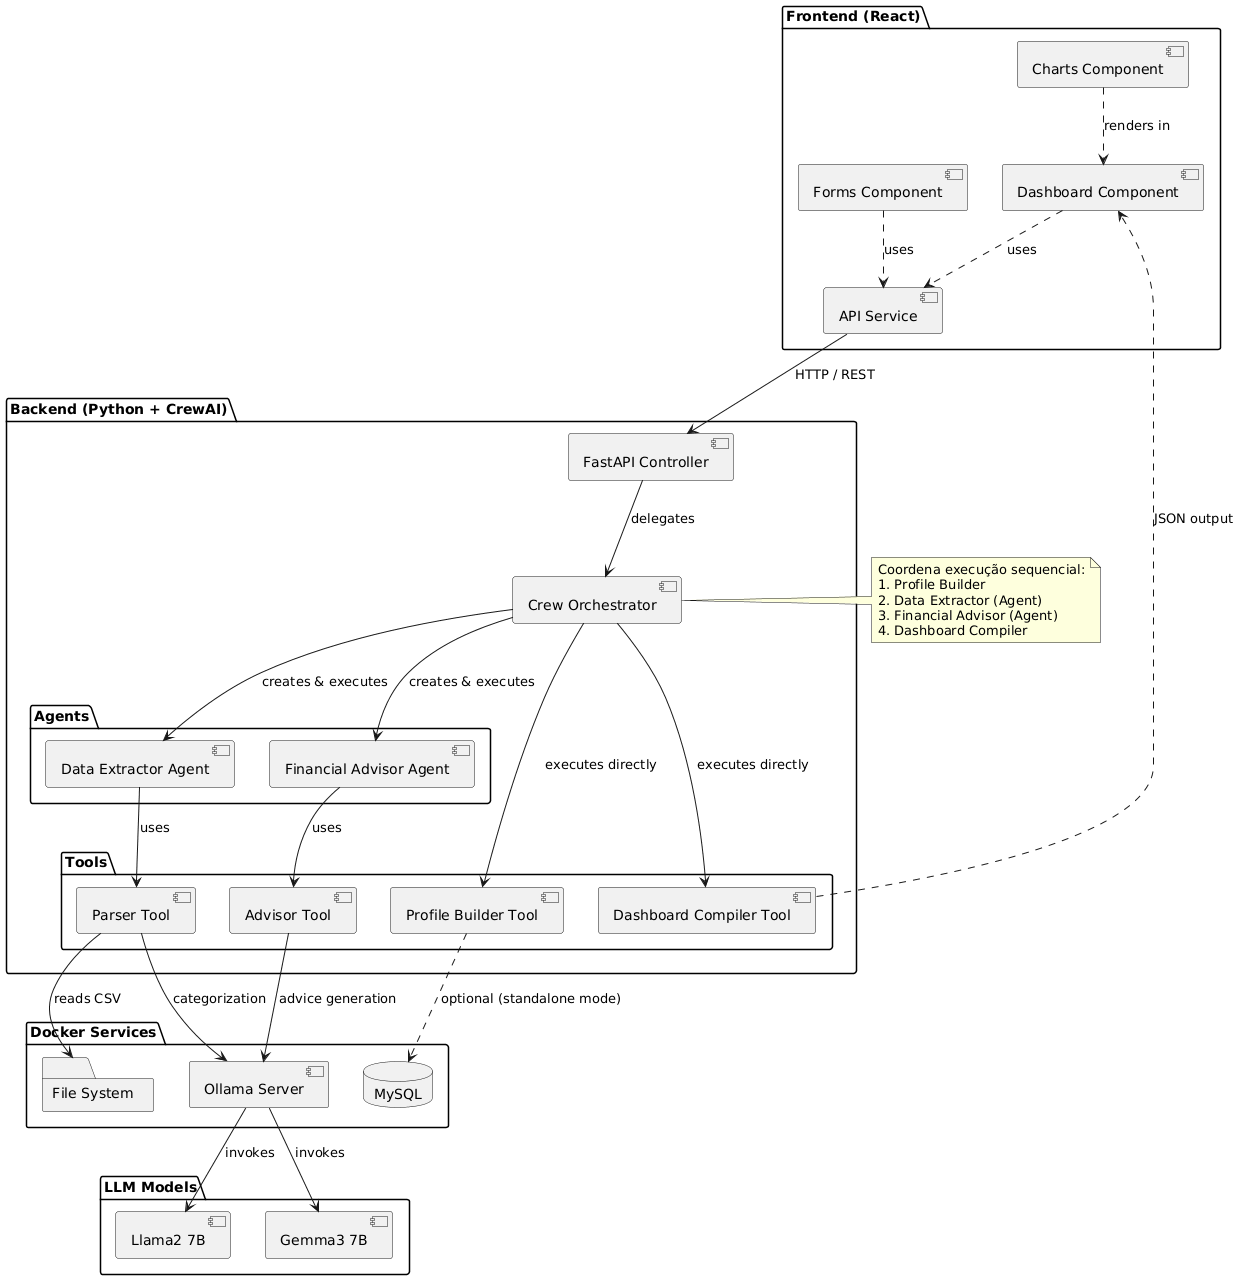 Frontend (React)
Charts Component
renders in
Forms Component
Dashboard Component
uses
uses
API Service
HTTP / REST
Backend (Python + CrewAI)
FastAPI Controller
delegates
JSON output
Crew Orchestrator
Coordena execução sequencial:
1. Profile Builder
2. Data Extractor (Agent)
3. Financial Advisor (Agent)
4. Dashboard Compiler
creates & executes
creates & executes
Agents
Data Extractor Agent
Financial Advisor Agent
executes directly
executes directly
uses
uses
Tools
Parser Tool
Advisor Tool
Profile Builder Tool
Dashboard Compiler Tool
reads CSV
categorization
advice generation
optional (standalone mode)
Docker Services
File System
Ollama Server
MySQL
invokes
invokes
LLM Models
Llama2 7B
Gemma3 7B